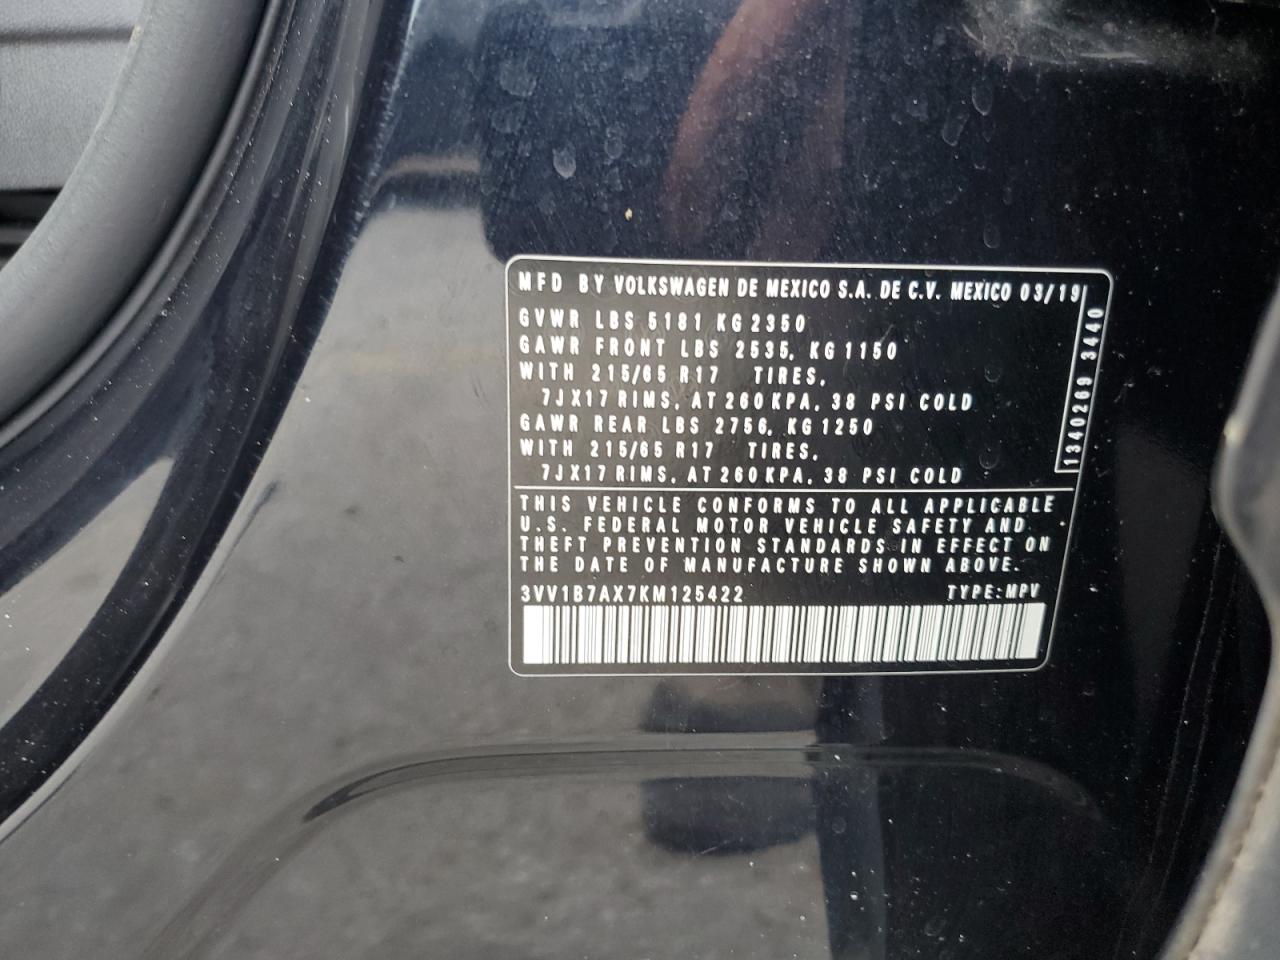 MFD BY VOLKSWAGEN DE MEXICO S.A. DE C.V. MEXICO 03/19
GVWR LBS 5181 KG 2350
GAWR FRONT LBS 2535, KG 1150
WITH 215/65 R17 TIRES,
7JX17 RIMS, AT 260 KPA, 38 PSI COLD
GAWR REAR LBS 2756, KG 1250
WITH 215/65 R17 TIRES,
7JX17 RIMS, AT 260 KPA, 38 PSI COLD
1340269 3440
THIS VEHICLE CONFORMS TO ALL APPLICABLE
U.S. FEDERAL MOTOR VEHICLE SAFETY AND
THEFT PREVENTION STANDARDS IN EFFECT ON
THE DATE OF MANUFACTURE SHOWN ABOVE.
3VV1B7AX7KM125422 TYPE: MPV